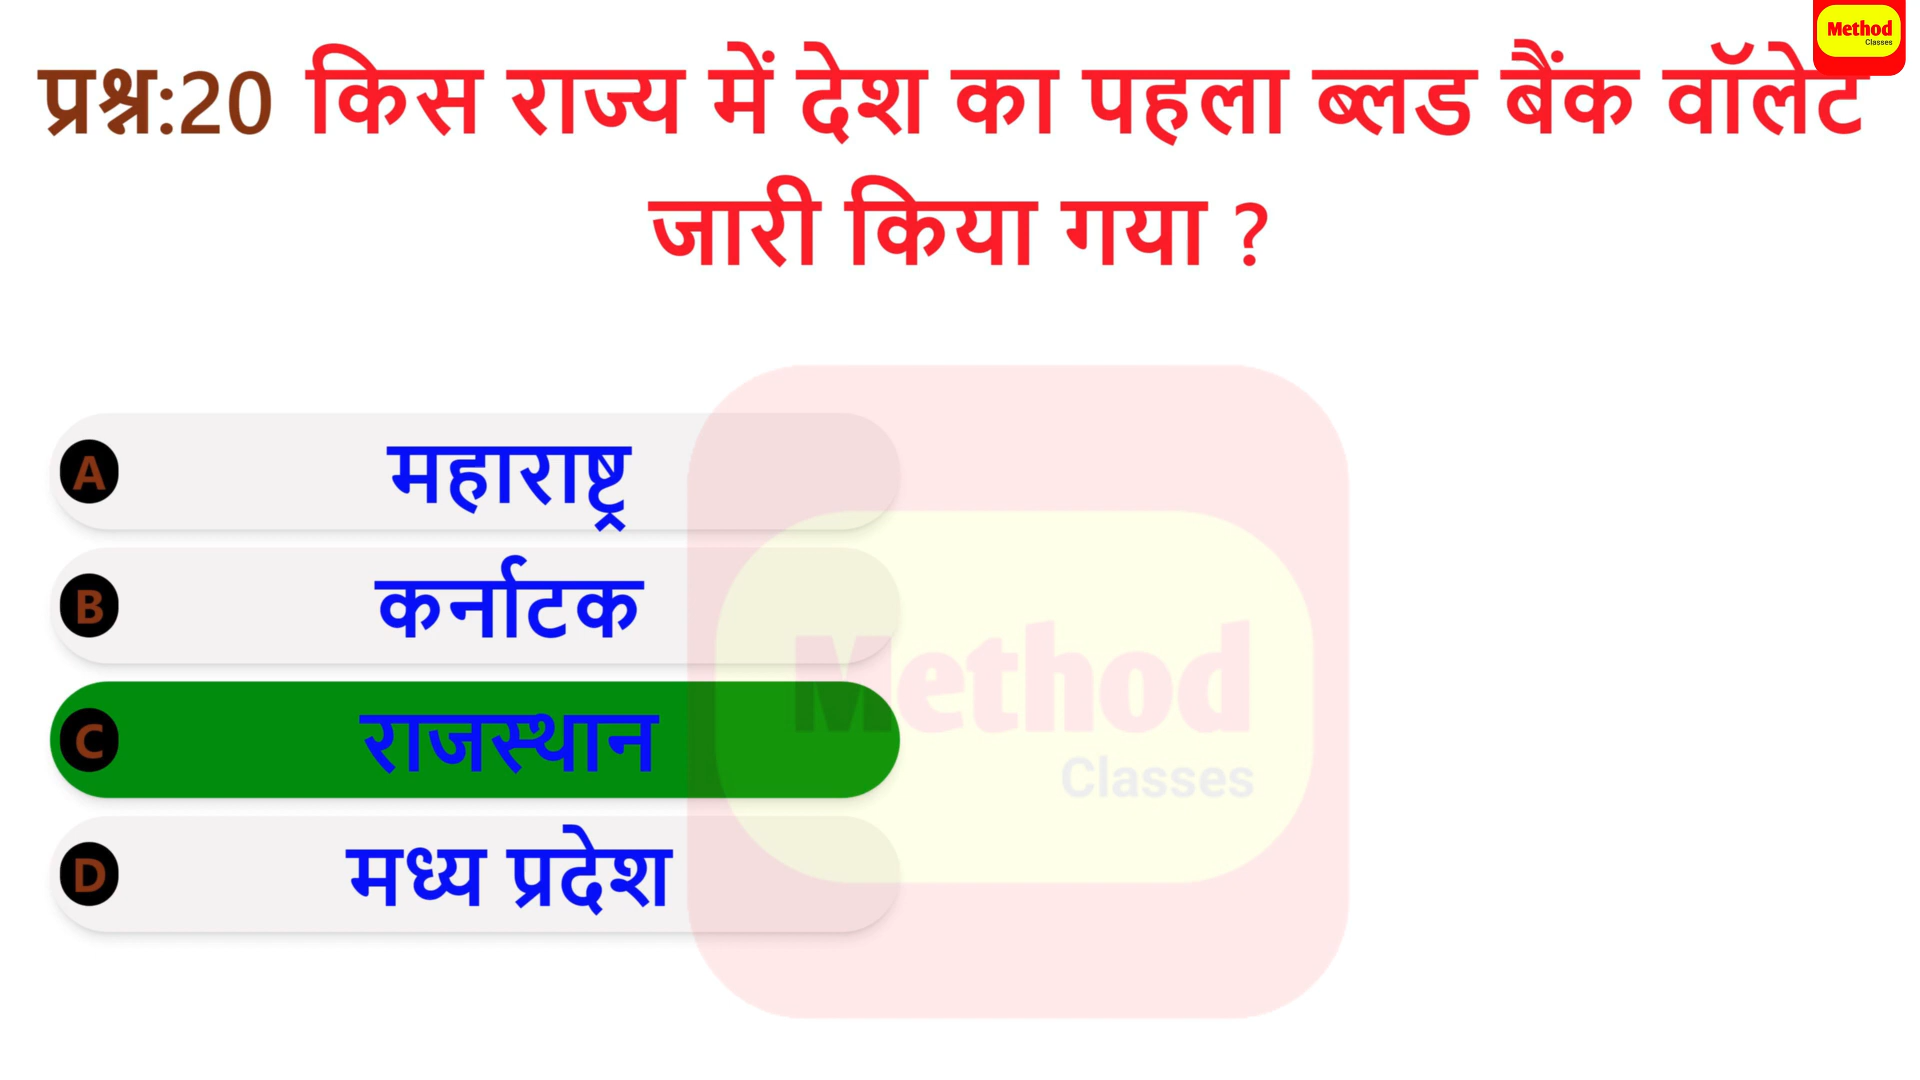 Method
Classes
प्रश्न:20 किस राज्य में देश का पहला ब्लड बैंक वॉलेट
जारी किया गया ?
A महाराष्ट्र
B कर्नाटक
C राजस्थान
D मध्य प्रदेश
Method
Classes